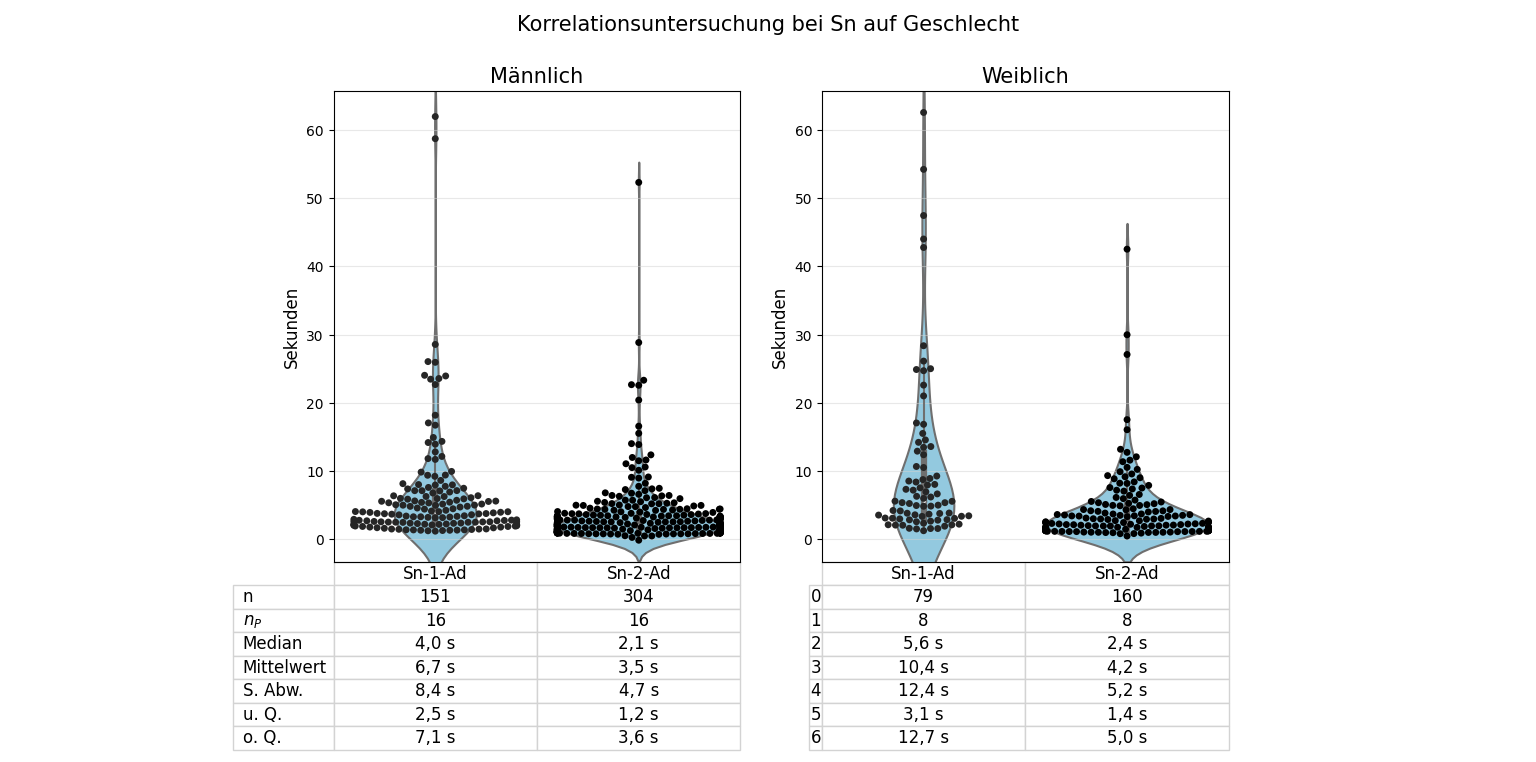 Korrelationsuntersuchung bei Sn auf Geschlecht
Männlich
60
50
40
30
20
10
0
Sekunden
Sn-1-Ad Sn-2-Ad
n 151 304
nP 16 16
Median 4,0 s 2,1 s
Mittelwert 6,7 s 3,5 s
S. Abw. 8,4 s 4,7 s
u. Q. 2,5 s 1,2 s
o. Q. 7,1 s 3,6 s
Weiblich
60
50
40
30
20
10
0
Sekunden
Sn-1-Ad Sn-2-Ad
0 79 160
1 8 8
2 5,6 s 2,4 s
3 10,4 s 4,2 s
4 12,4 s 5,2 s
5 3,1 s 1,4 s
6 12,7 s 5,0 s